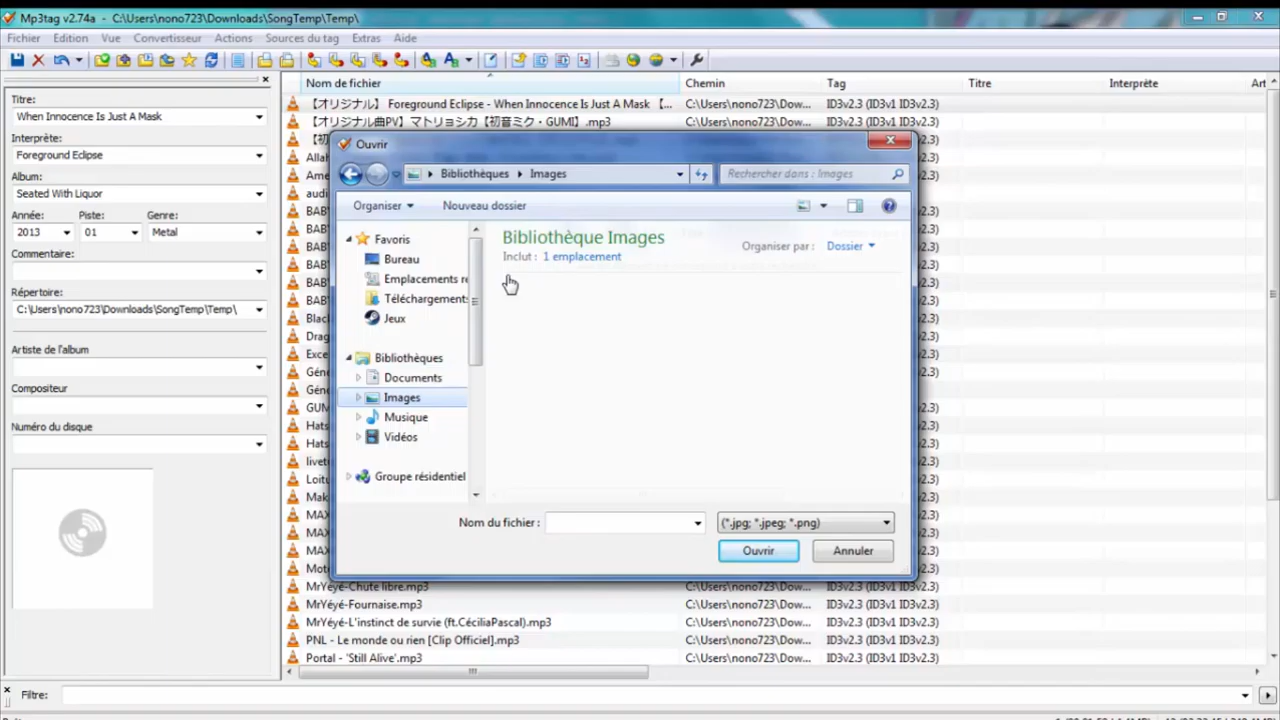 Mp3tag v2.74a - C:\Users\nono723\Downloads\SongTemp\Temp\
Fichier Edition Vue Convertisseur Actions Sources du tag Extras Aide
Titre:
When Innocence Is Just A Mask
Interprète:
Foreground Eclipse
Album:
Seated With Liquor
Année: Piste: Genre:
2013 01 Metal
Commentaire:
Répertoire:
C:\Users\nono723\Downloads\SongTemp\Temp\
Artiste de l'album
Compositeur
Numéro du disque
Nom de fichier Chemin Tag Titre Interprète
【オリジナル】 Foreground Eclipse - When Innocence Is Just A Mask 【... C:\Users\nono723\Dow... ID3v2.3 (ID3v1 ID3v2.3)
【オリジナル曲PV】マトリョシカ【初音ミク・GUMI】.mp3 C:\Users\nono723\Dow... ID3v2.3 (ID3v1 ID3v2.3)
Ouvrir
Bibliothèques Images
Rechercher dans : Images
Organiser Nouveau dossier
Favoris
Bureau
Emplacements re
Téléchargements
Jeux
Bibliothèques
Documents
Images
Musique
Vidéos
Groupe résidentiel
Bibliothèque Images
Inclut : 1 emplacement
Organiser par : Dossier
Nom du fichier :
(*.jpg; *.jpeg; *.png)
Ouvrir Annuler
MrYéyé-Chute libre.mp3 C:\Users\nono723\Dow... ID3v2.3 (ID3v1 ID3v2.3)
MrYéyé-Fournaise.mp3 C:\Users\nono723\Dow... ID3v2.3 (ID3v1 ID3v2.3)
MrYéyé-L'instinct de survie (ft.CéciliaPascal).mp3 C:\Users\nono723\Dow... ID3v2.3 (ID3v1 ID3v2.3)
PNL - Le monde ou rien [Clip Officiel].mp3 C:\Users\nono723\Dow... ID3v2.3 (ID3v1 ID3v2.3)
Portal - 'Still Alive'.mp3 C:\Users\nono723\Dow... ID3v2.3 (ID3v1 ID3v2.3)
Filtre: